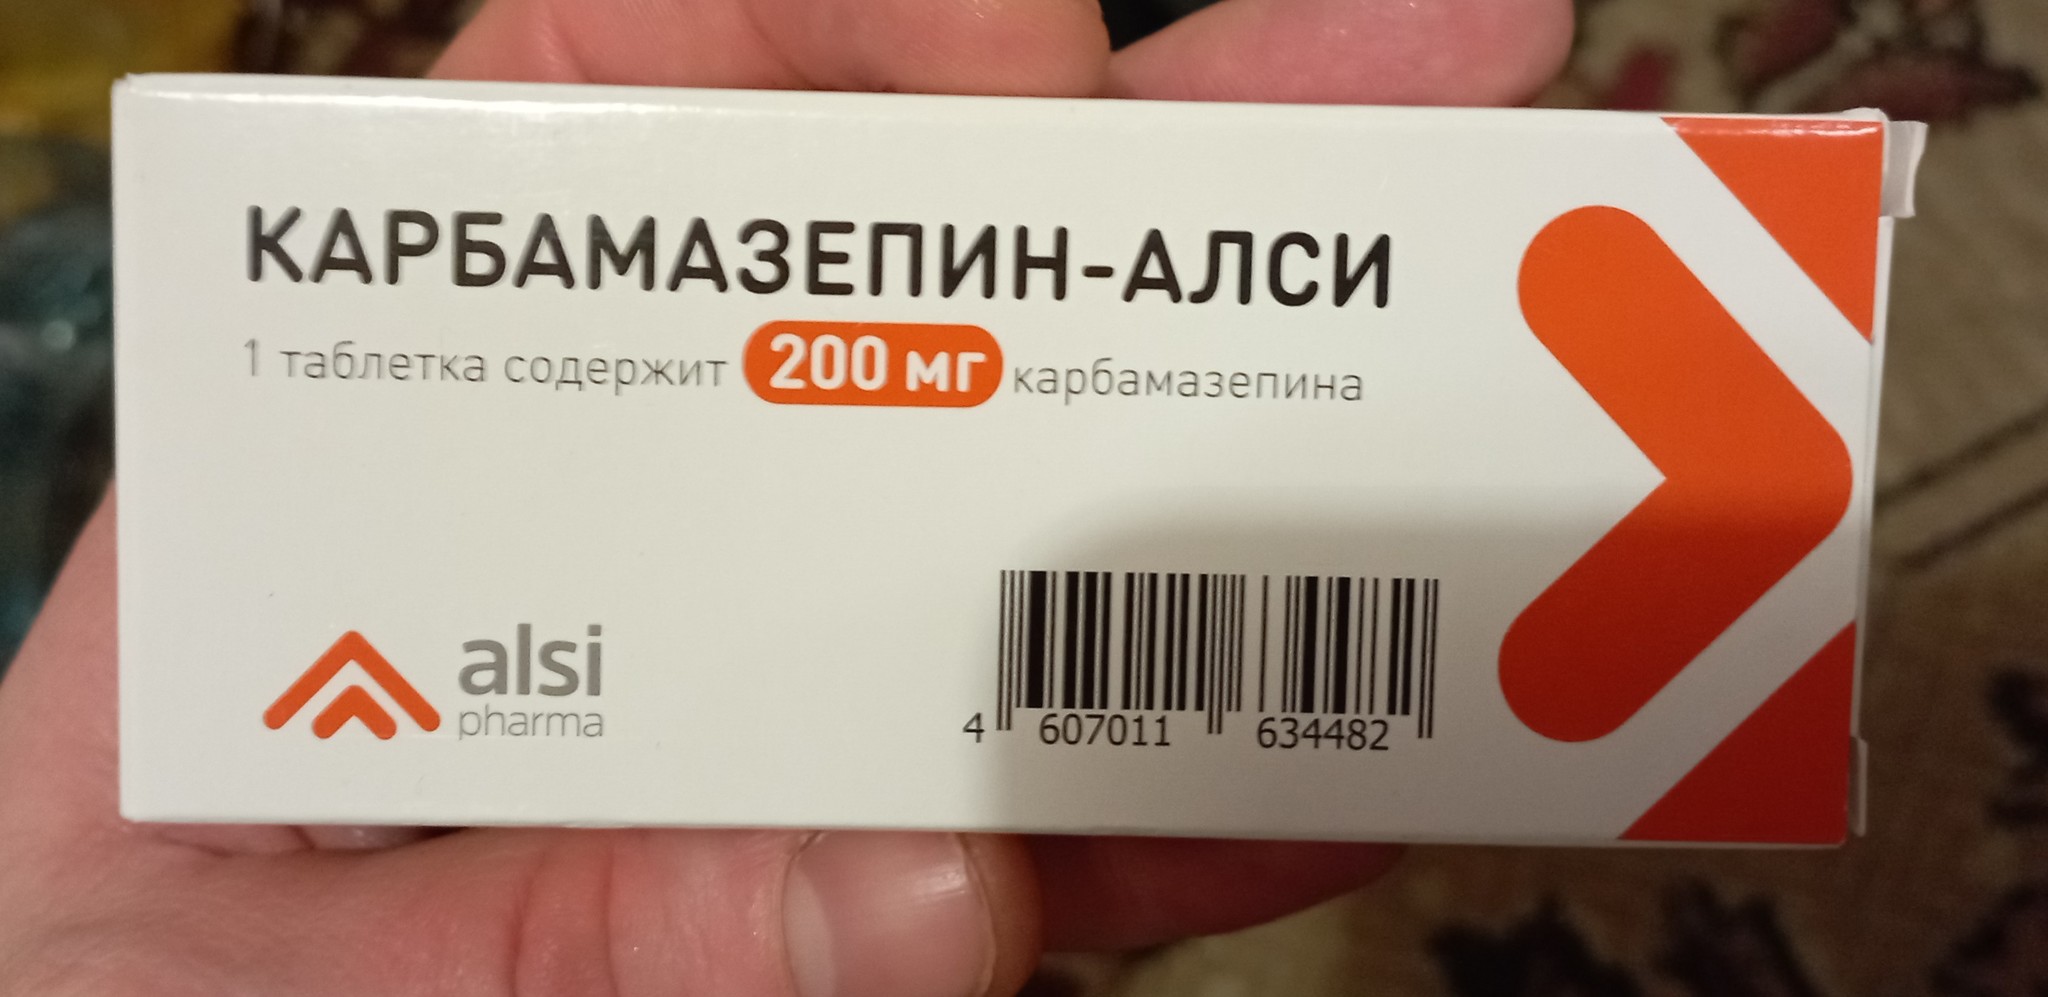 КАРБАМАЗЕПИН-АЛСИ
1 таблетка содержит 200 мг карбамазепина
alsi
pharma
4 607011 634482